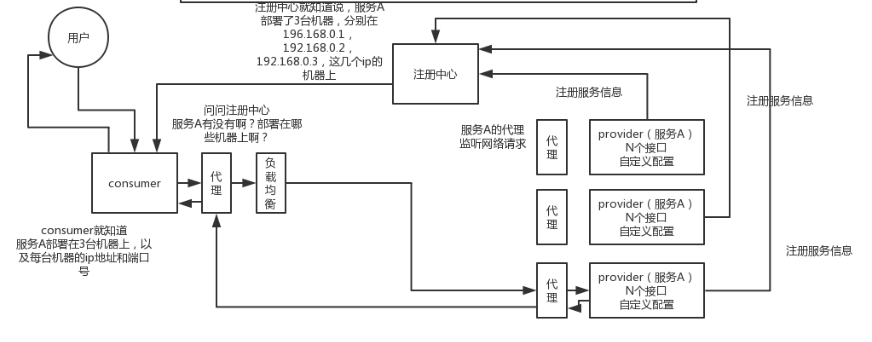 注册中心就知道说，服务A
部署了3台机器，分别在
196.168.0.1，
192.168.0.2，
192.168.0.3，这几个ip的
机器上
用户
注册中心
注册服务信息
注册服务信息
问问注册中心
服务A有没有啊？部署在哪
些机器上啊？
服务A的代理
监听网络请求
代
理
provider（服务A）
N个接口
自定义配置
consumer
代
理
负
载
均
衡
代
理
provider（服务A）
N个接口
自定义配置
consumer就知道
服务A部署在3台机器上，以
及每台机器的ip地址和端口
号
注册服务信息
代
理
provider（服务A）
N个接口
自定义配置